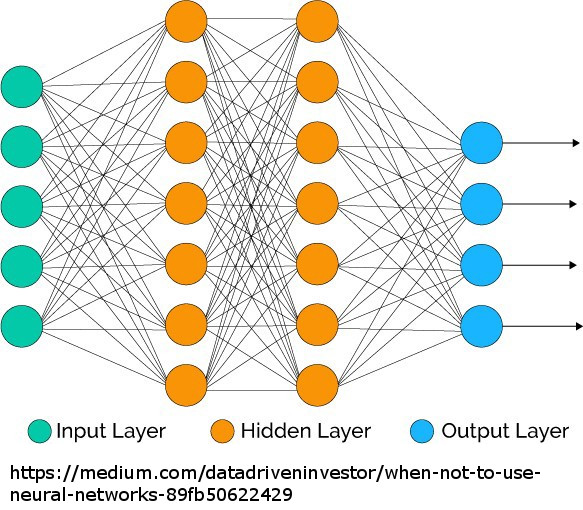 Input Layer Hidden Layer Output Layer
https://medium.com/datadriveninvestor/when-not-to-use-
neural-networks-89fb50622429